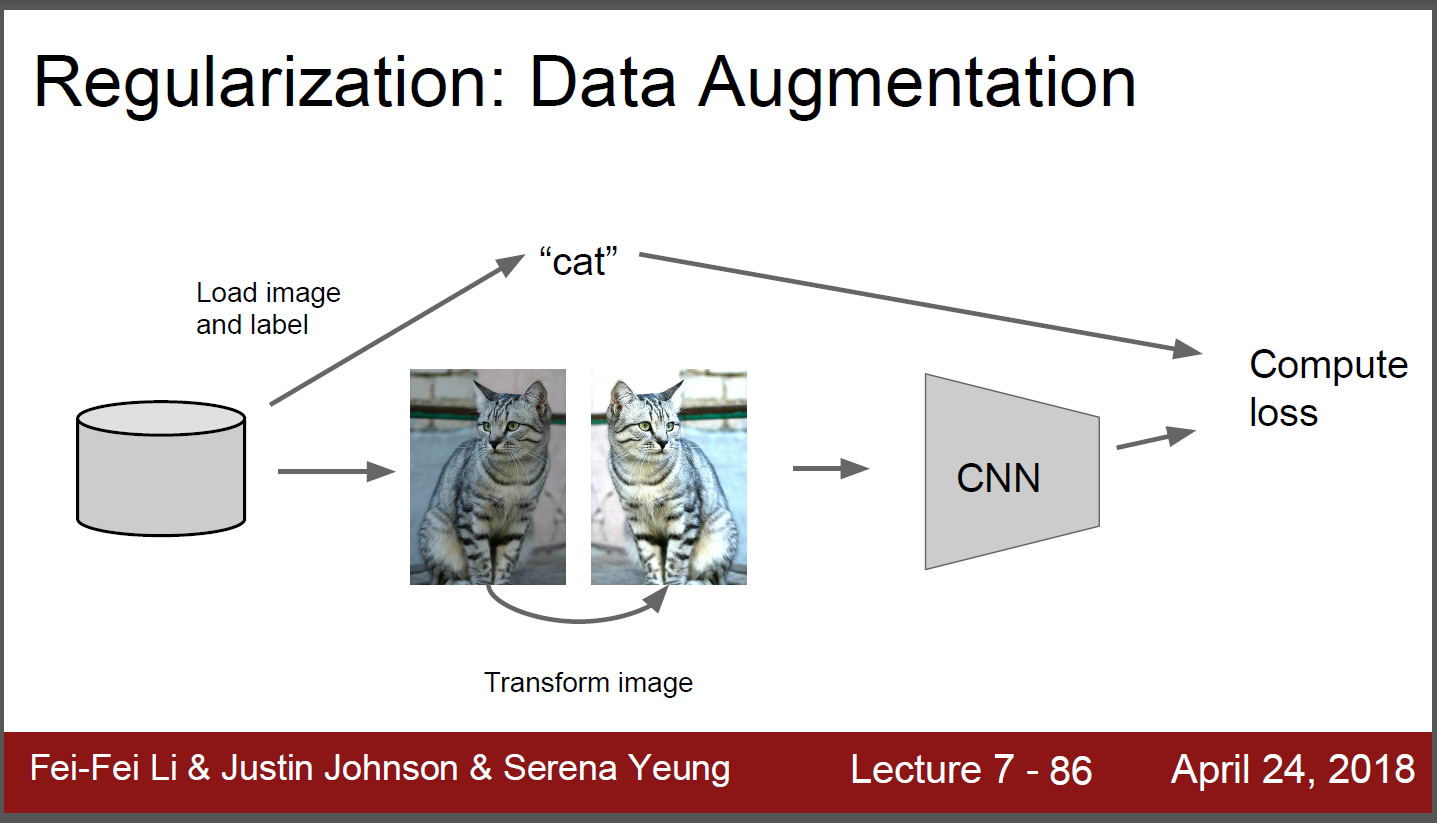 Regularization: Data Augmentation
“cat”
Load image
and label
Compute
loss
CNN
Transform image
Fei-Fei Li & Justin Johnson & Serena Yeung
Lecture 7 - 86
April 24, 2018